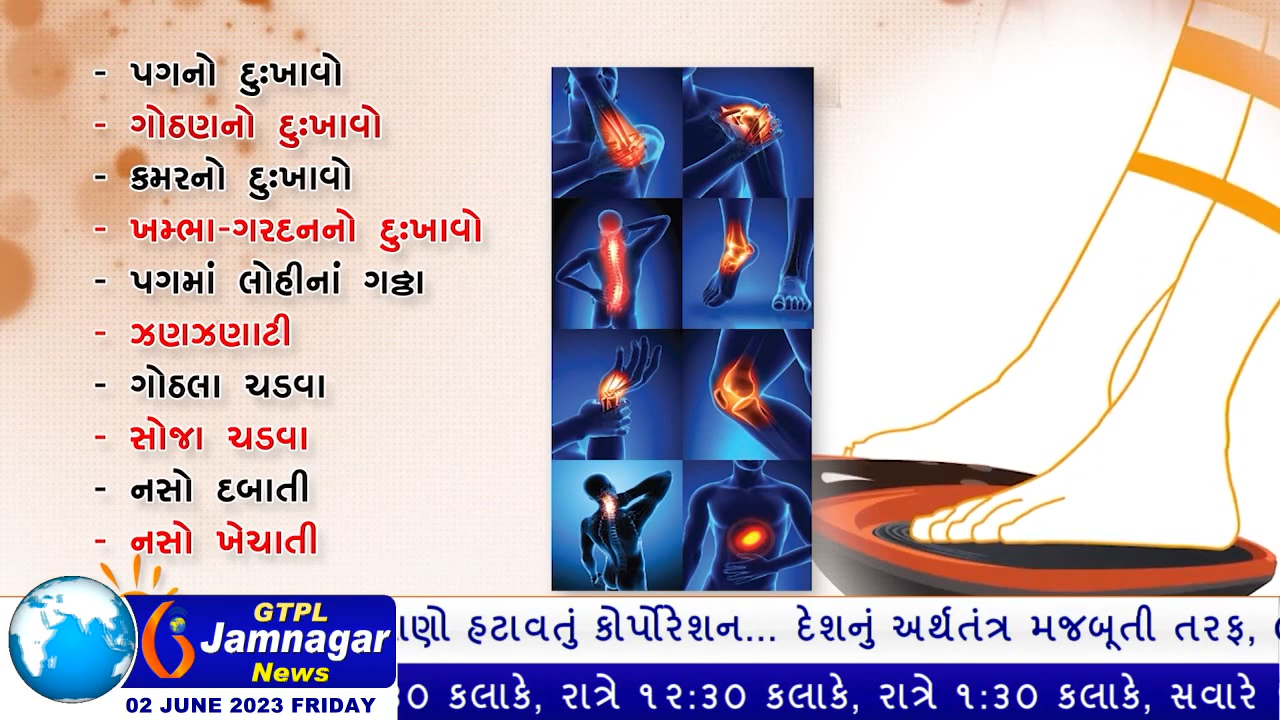 - પગનો દુઃખાવો
- ગોઠણનો દુઃખાવો
- કમરનો દુઃખાવો
- ખમ્ભા-ગરદનનો દુઃખાવો
- પગમાં લોહીનાં ગઠ્ઠા
- ઝણઝણાટી
- ગોઠલા ચડવા
- સોજા ચડવા
- નસો દબાતી
- નસો ખેચાતી
GTPL
Jamnagar
News
02 JUNE 2023 FRIDAY
હટાવતું કોર્પોરેશન... દેશનું અર્થતંત્ર મજબૂતી તરફ,
કલાકે, રાત્રે ૧૨:૩૦ કલાકે, રાત્રે ૧:૩૦ કલાકે, સવારે